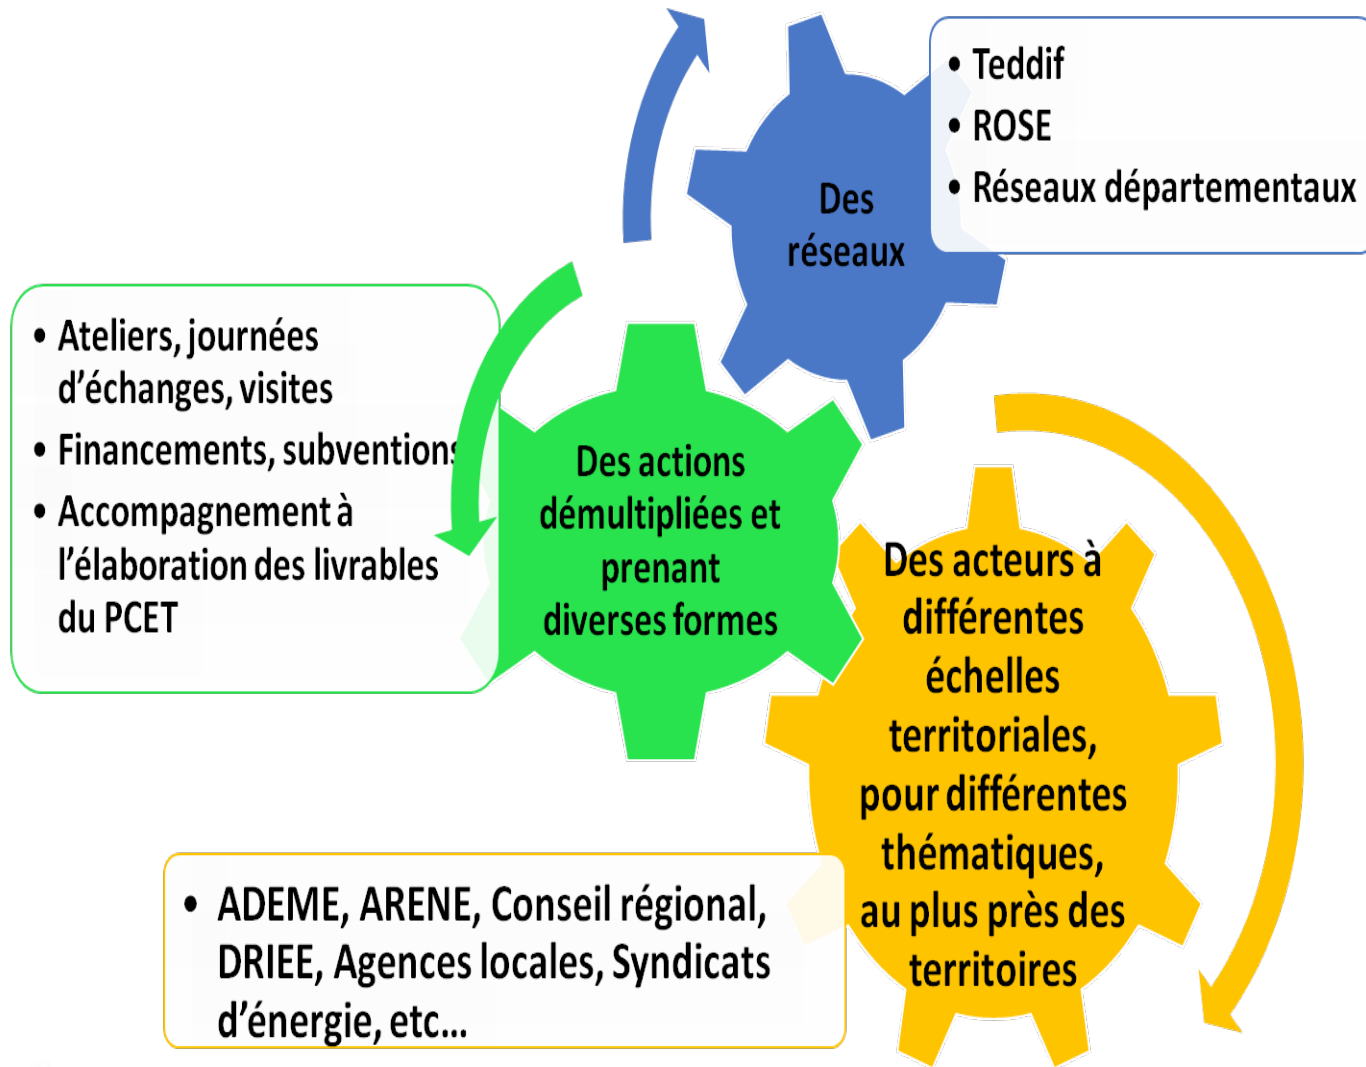 • Teddif
• ROSE
• Réseaux départementaux
Des
réseaux
• Ateliers, journées
d’échanges, visites
• Financements, subventions
• Accompagnement à
l’élaboration des livrables
du PCET
Des actions
démultipliées et
prenant
diverses formes
Des acteurs à
différentes
échelles
territoriales,
pour différentes
thématiques,
au plus près des
territoires
• ADEME, ARENE, Conseil régional,
DRIEE, Agences locales, Syndicats
d’énergie, etc...